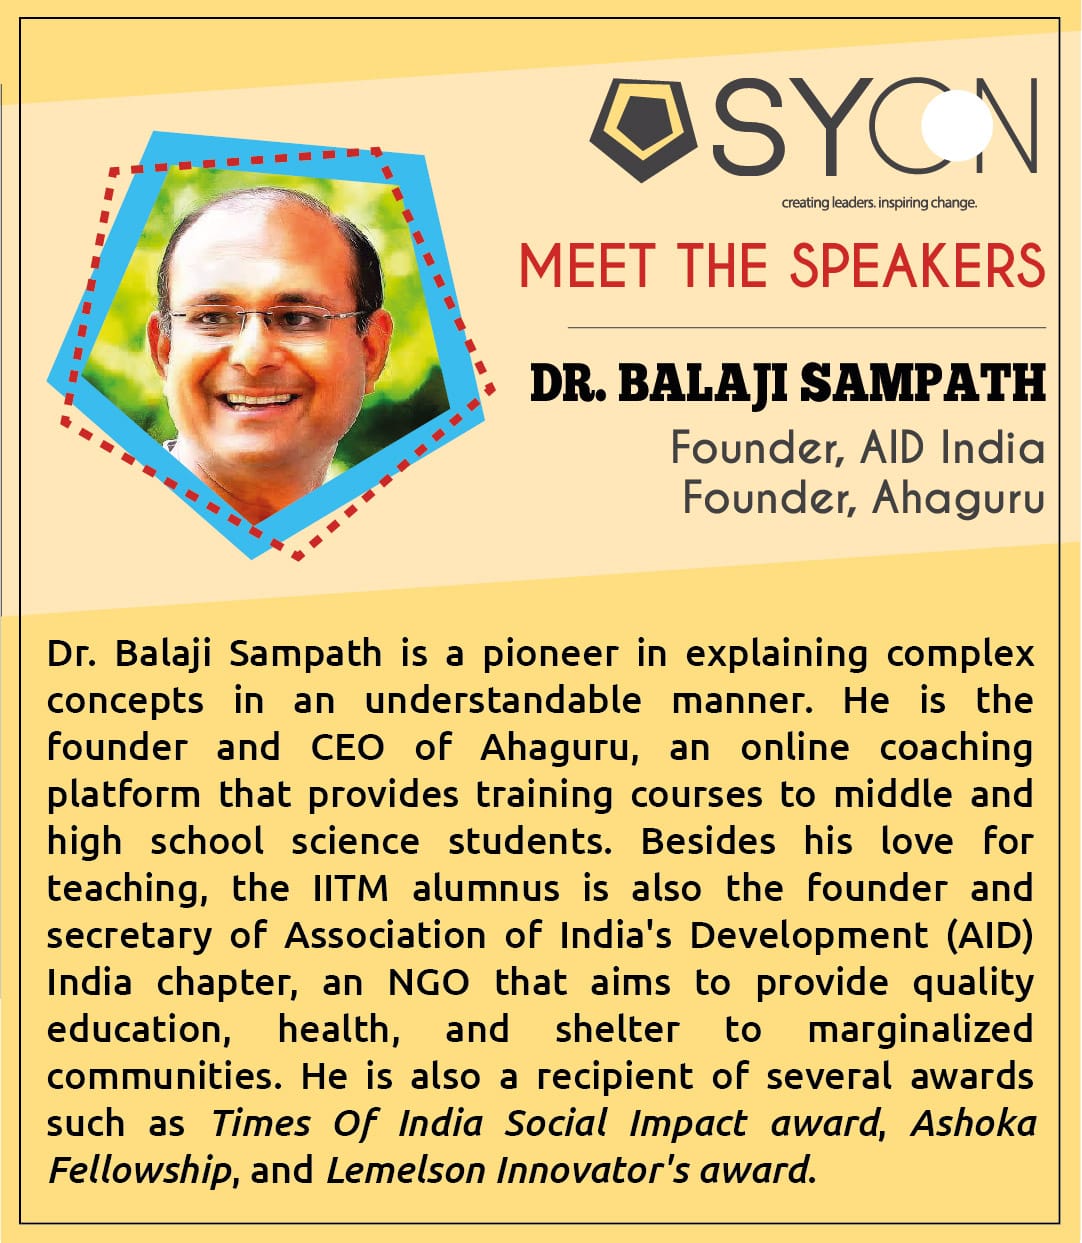 SYCON
creating leaders. inspiring change.
MEET THE SPEAKERS
DR. BALAJI SAMPATH
Founder, AID India
Founder, Ahaguru
Dr. Balaji Sampath is a pioneer in explaining complex
concepts in an understandable manner. He is the
founder and CEO of Ahaguru, an online coaching
platform that provides training courses to middle and
high school science students. Besides his love for
teaching, the IITM alumnus is also the founder and
secretary of Association of India's Development (AID)
India chapter, an NGO that aims to provide quality
education, health, and shelter to marginalized
communities. He is also a recipient of several awards
such as Times Of India Social Impact award, Ashoka
Fellowship, and Lemelson Innovator's award.